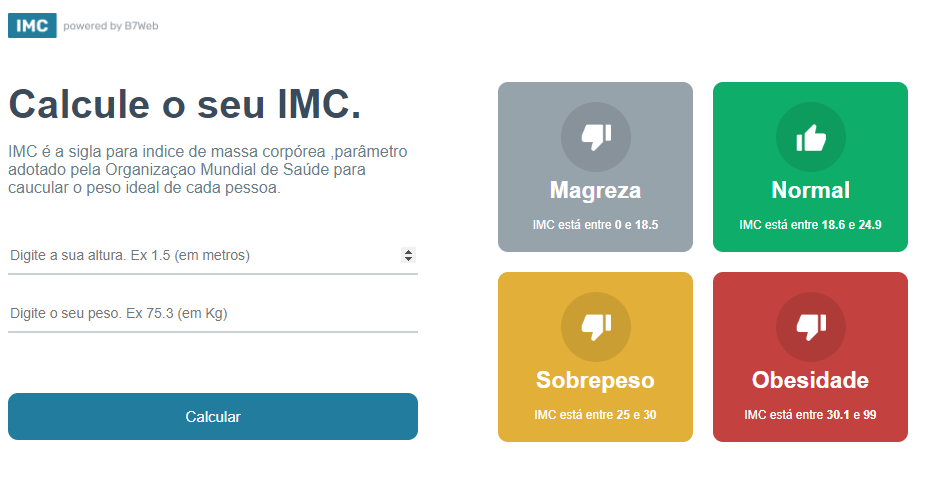 IMC powered by B7Web
Calcule o seu IMC.
IMC é a sigla para indice de massa corpórea ,parâmetro
adotado pela Organizaçao Mundial de Saúde para
caucular o peso ideal de cada pessoa.
Digite a sua altura. Ex 1.5 (em metros)
Digite o seu peso. Ex 75.3 (em Kg)
Calcular
Magreza
IMC está entre 0 e 18.5
Normal
IMC está entre 18.6 e 24.9
Sobrepeso
IMC está entre 25 e 30
Obesidade
IMC está entre 30.1 e 99